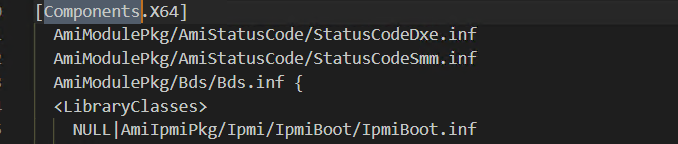 [Components.X64]
AmiModulePkg/AmiStatusCode/StatusCodeDxe.inf
AmiModulePkg/AmiStatusCode/StatusCodeSmm.inf
AmiModulePkg/Bds/Bds.inf {
<LibraryClasses>
NULL|AmiIpmiPkg/Ipmi/IpmiBoot/IpmiBoot.inf